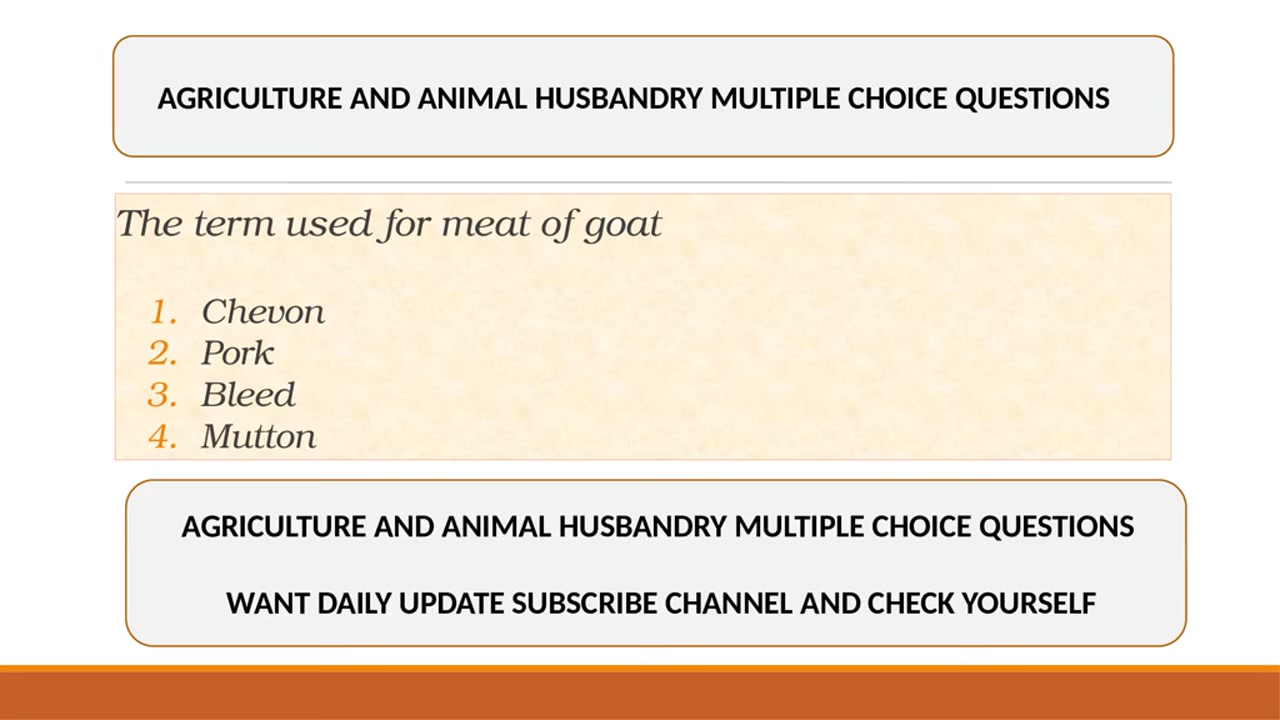 AGRICULTURE AND ANIMAL HUSBANDRY MULTIPLE CHOICE QUESTIONS
The term used for meat of goat
1. Chevon
2. Pork
3. Bleed
4. Mutton
AGRICULTURE AND ANIMAL HUSBANDRY MULTIPLE CHOICE QUESTIONS
WANT DAILY UPDATE SUBSCRIBE CHANNEL AND CHECK YOURSELF